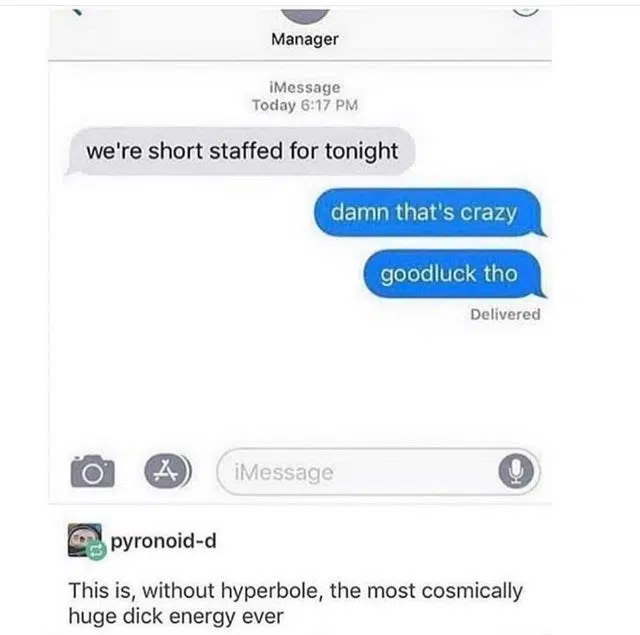 Manager
iMessage
Today 6:17 PM
we're short staffed for tonight
damn that's crazy
goodluck tho
Delivered
iMessage
pyronoid-d
This is, without hyperbole, the most cosmically
huge dick energy ever